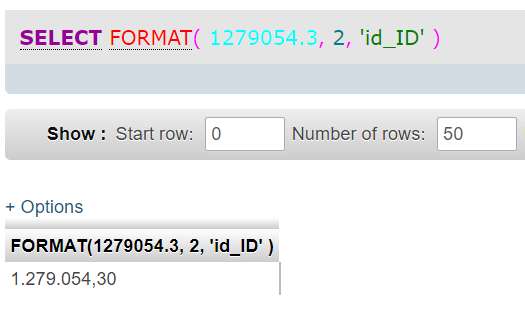 SELECT FORMAT( 1279054.3, 2, 'id_ID' )
Show : Start row: 0 Number of rows: 50
+ Options
FORMAT(1279054.3, 2, 'id_ID' )
1.279.054,30